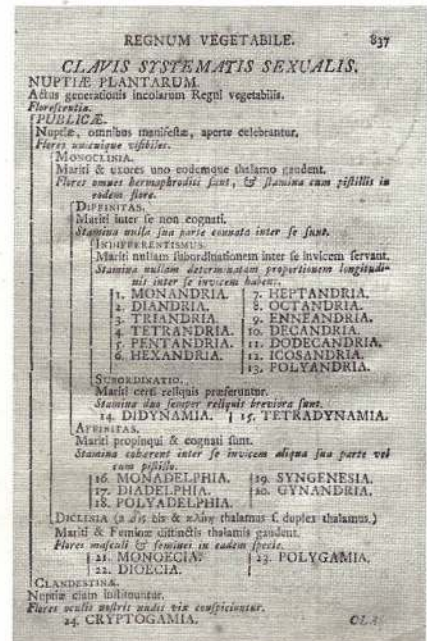 REGNUM VEGETABILE. 837
CLAVIS SYSTEMATIS SEXUALIS.
NUPTIÆ PLANTARUM.
Actus generationis incolarum Regni vegetabilis.
Florescentia.
PUBLICÆ.
Nuptiæ, omnibus manifestæ, aperte celebrantur.
Flores unicuique visibiles.
MONOCLINIA.
Mariti & uxores uno eodemque thalamo gaudent.
Flores omnes hermaphroditi sunt, & stamina cum pistillis in
eodem flore.
DIFFINITAS.
Mariti inter se non cognati.
Stamina nulla sua parte connata inter se sunt.
INDIFFERENTISMUS.
Mariti nullam subordinationem inter se invicem servant.
Stamina nullam determinatam proportionem longitudi-
nis inter se invicem habent.
1. MONANDRIA. 7. HEPTANDRIA.
2. DIANDRIA. 8. OCTANDRIA.
3. TRIANDRIA. 9. ENNEANDRIA.
4. TETRANDRIA. 10. DECANDRIA.
5. PENTANDRIA. 11. DODECANDRIA.
6. HEXANDRIA. 12. ICOSANDRIA.
13. POLYANDRIA.
SUBORDINATIO.
Mariti certi reliquis præferuntur.
Stamina duo semper reliquis breviora sunt.
14. DIDYNAMIA. 15. TETRADYNAMIA.
AFFINITAS.
Mariti propinqui & cognati sunt.
Stamina cohærent inter se invicem aliqua sua parte vel
cum pistillo.
16. MONADELPHIA. 19. SYNGENESIA.
17. DIADELPHIA. 20. GYNANDRIA.
18. POLYADELPHIA.
DICLINIA (a δις bis & κλίνη thalamus s. duplex thalamus.)
Mariti & Feminæ distinctis thalamis gaudent.
Flores masculi & feminei in eadem specie.
21. MONOECIA. 23. POLYGAMIA.
22. DIOECIA.
CLANDESTINÆ.
Nuptiæ clam instituuntur.
Flores oculis nostris nudis vix conspiciuntur.
24. CRYPTOGAMIA.